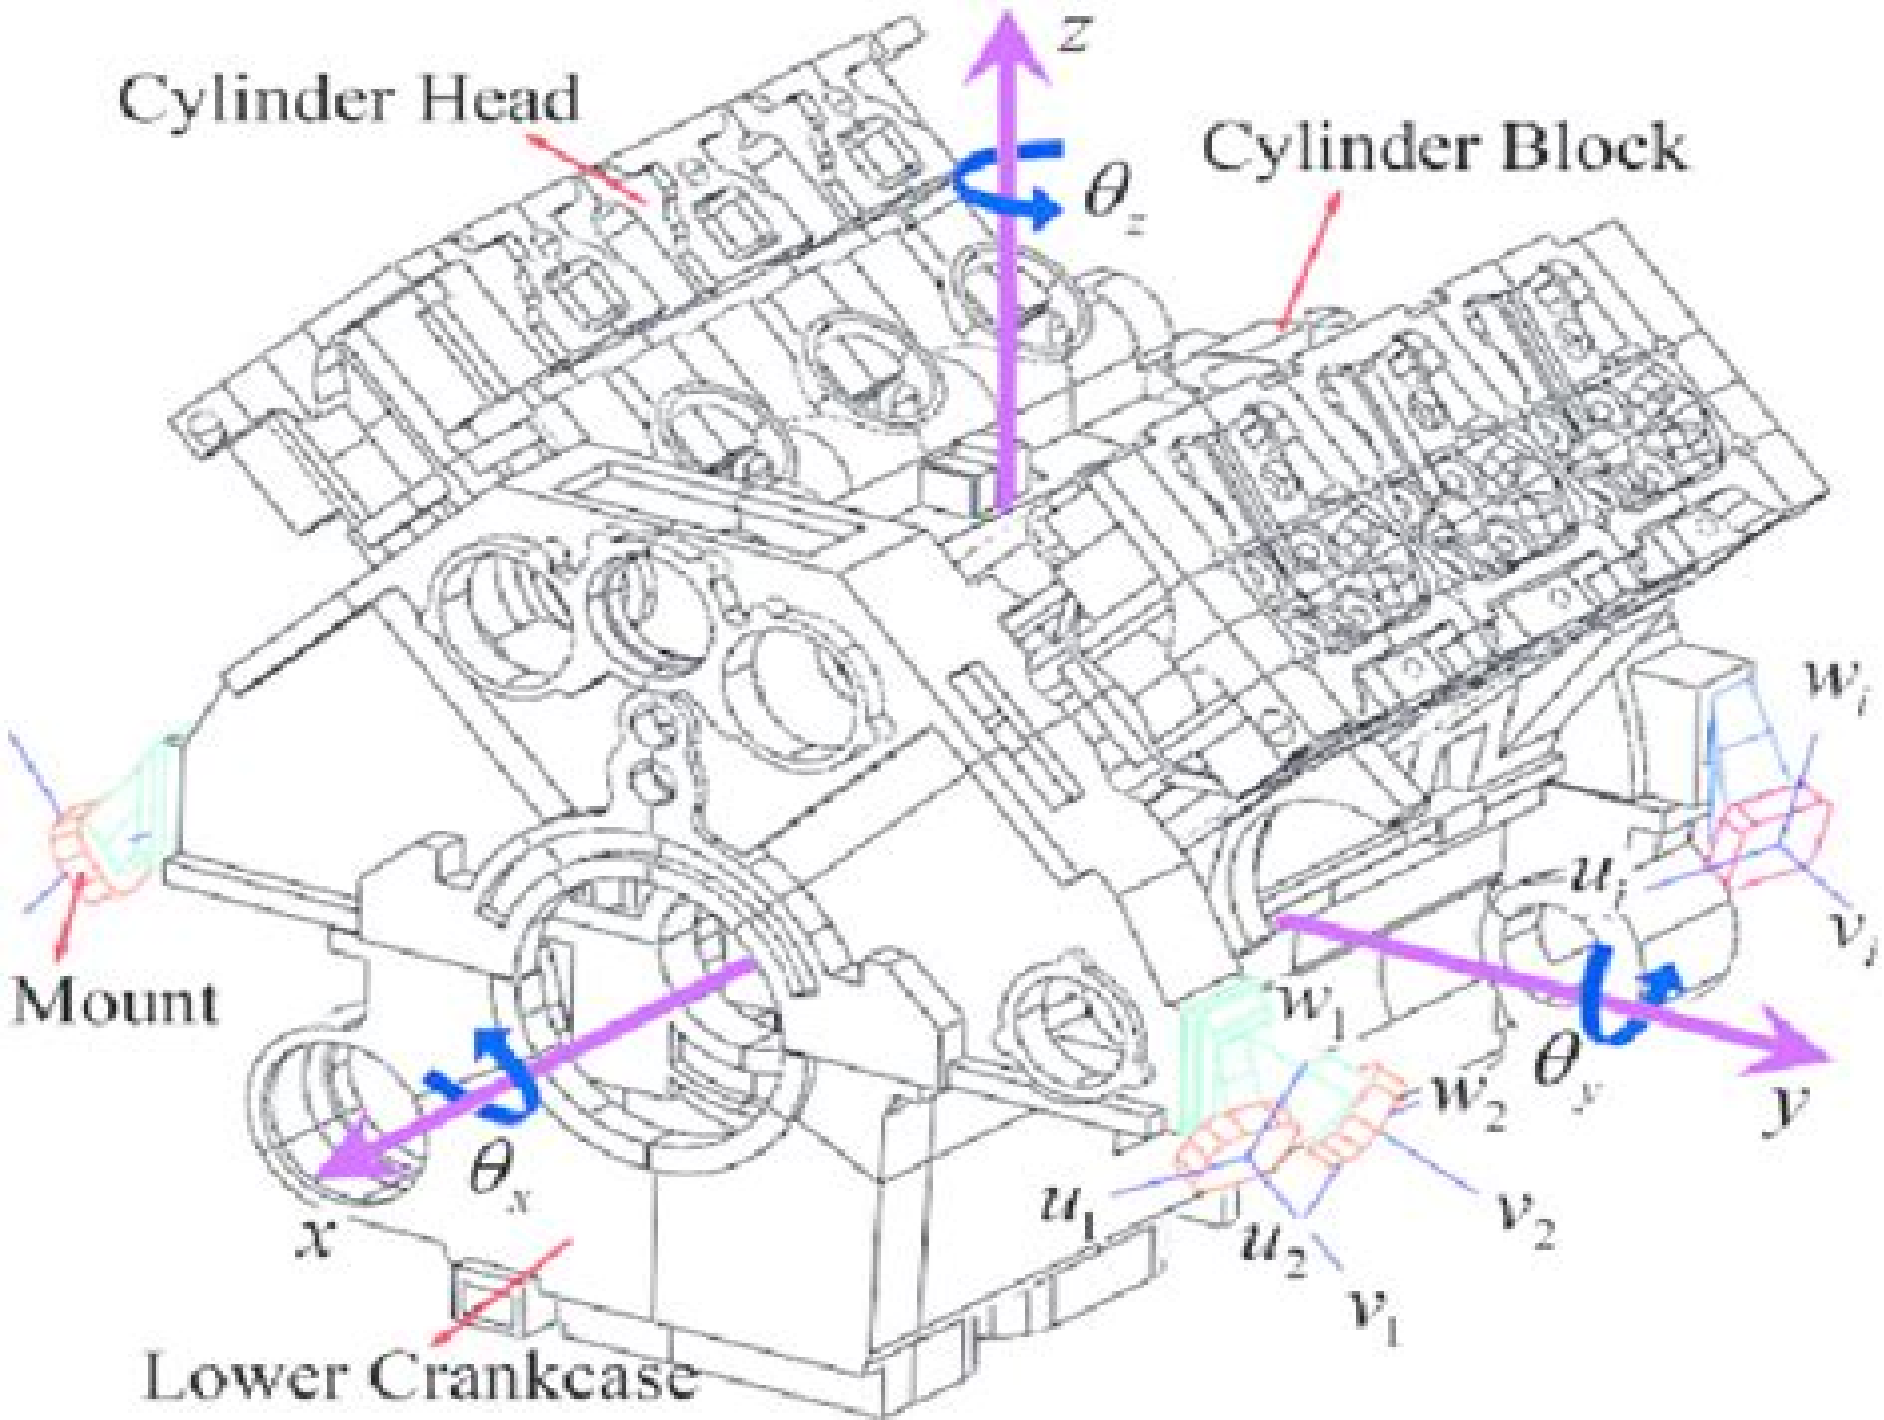 z
Cylinder Head
Cylinder Block
θz
wi
ui
vi
Mount
w1
θy
w2
y
θx
u1
v2
x
u2
v1
Lower Crankcase